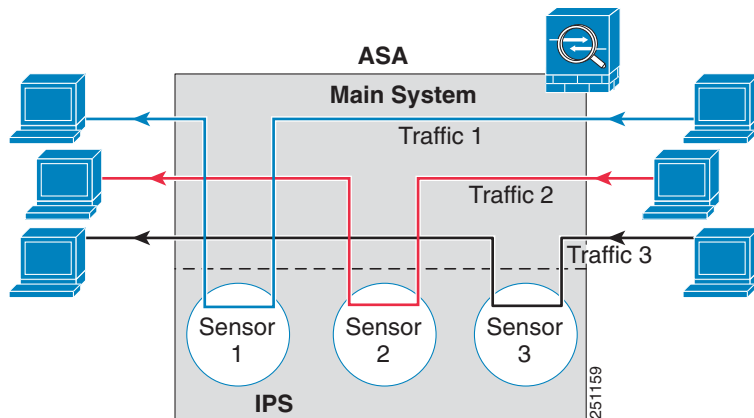 ASA
Main System
Traffic 1
Traffic 2
Traffic 3
Sensor
1
Sensor
2
Sensor
3
IPS
251159